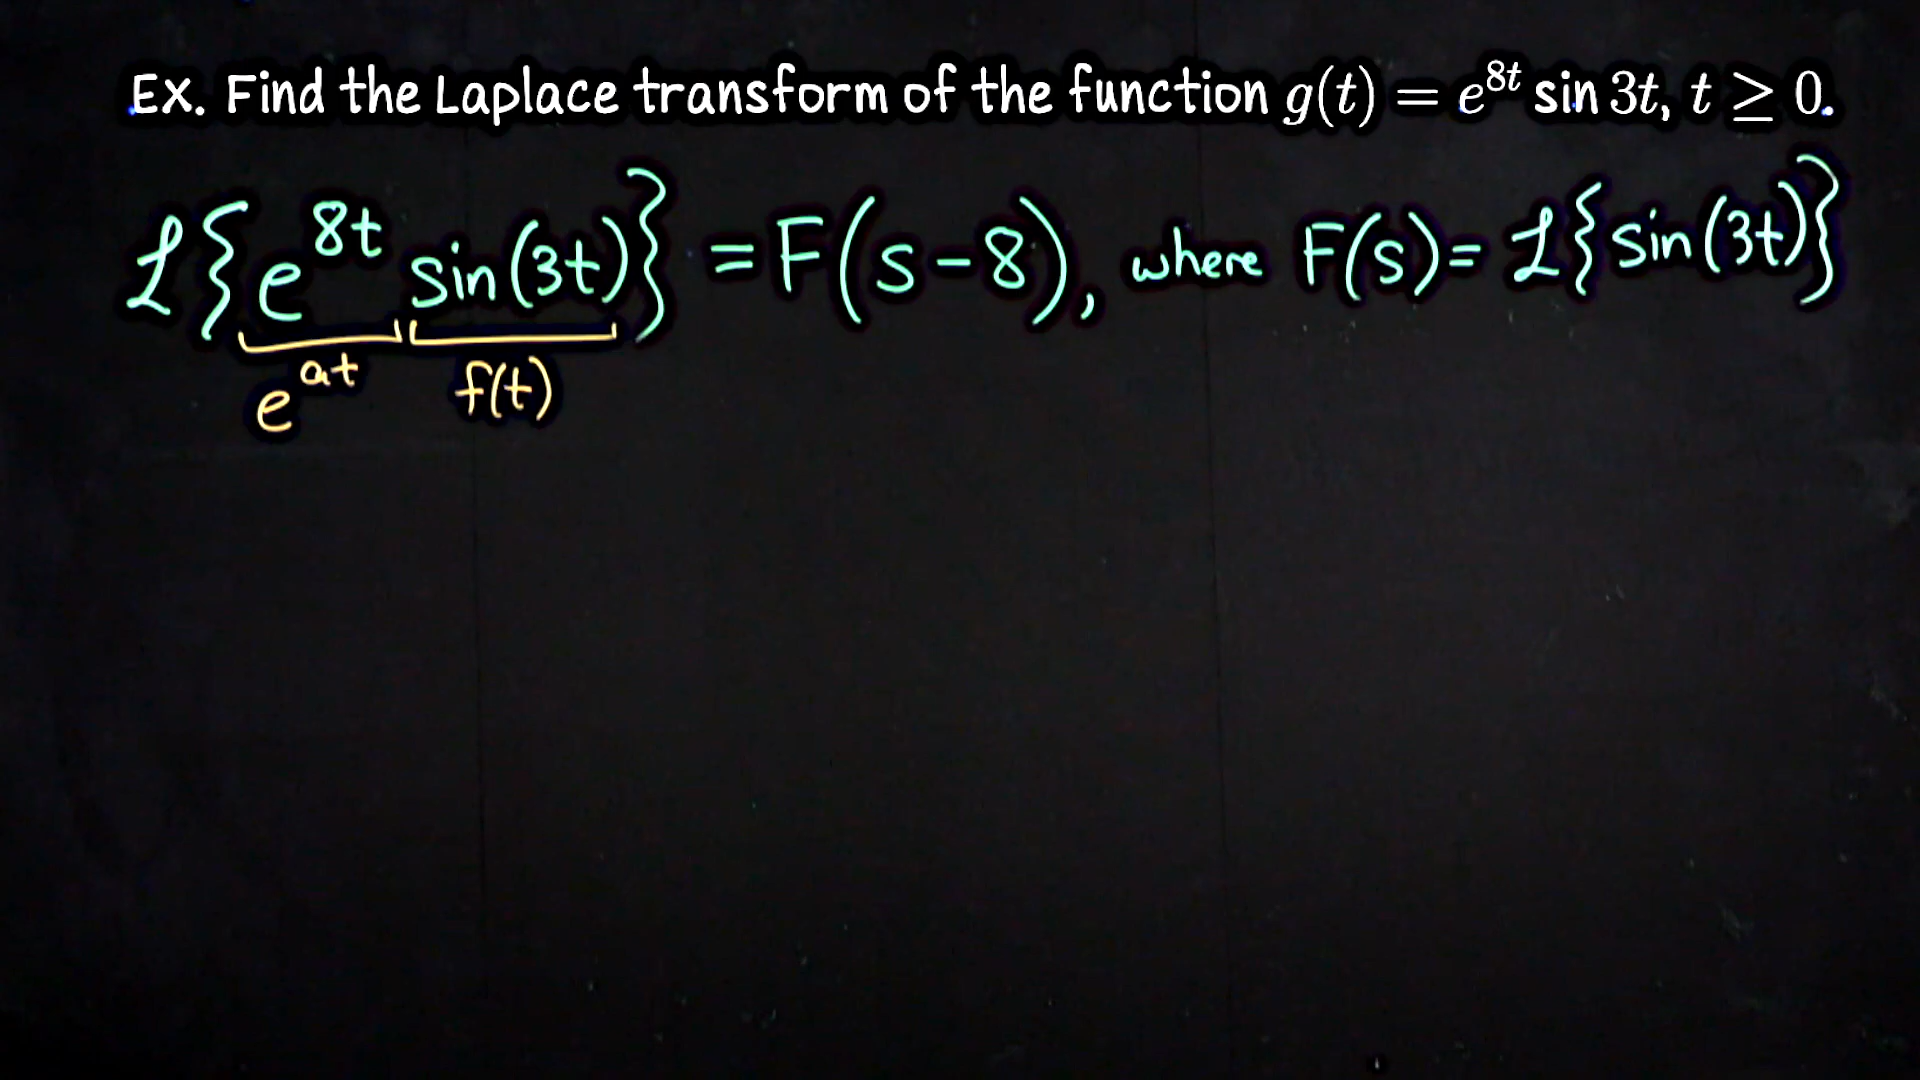 Ex. Find the Laplace transform of the function g(t) = e^{8t} sin 3t, t ≥ 0.
ℒ{e^{8t} sin(3t)} = F(s-8), where F(s) = ℒ{sin(3t)}
e^{at} f(t)